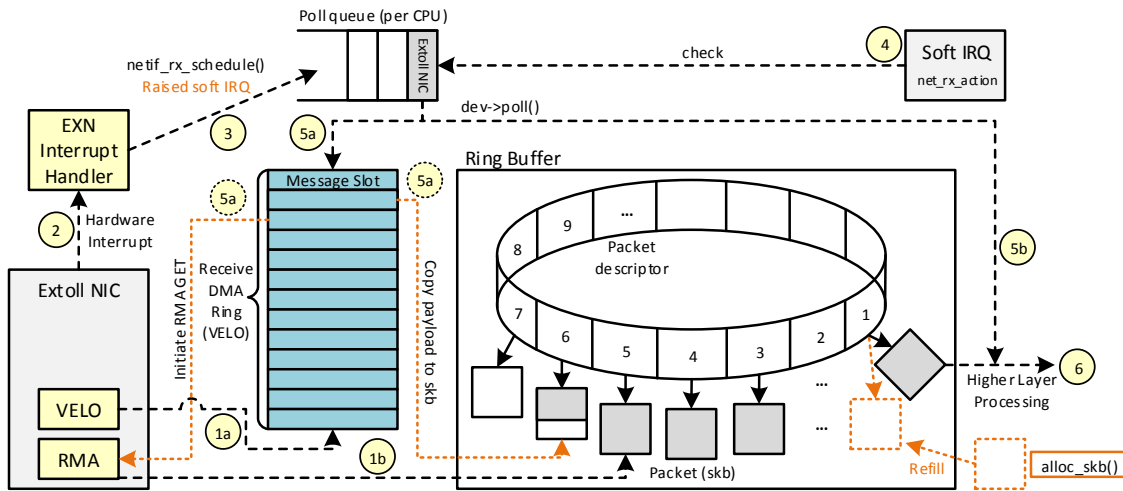 Poll queue (per CPU)
Extoll NIC
4
Soft IRQ
net_rx_action
check
netif_rx_schedule()
Raised soft IRQ
dev->poll()
3
5a
EXN
Interrupt
Handler
Ring Buffer
Message Slot
5a
5a
2
Hardware
Interrupt
9
...
8
Packet
descriptor
5b
Extoll NIC
Initiate RMA GET
Receive
DMA
Ring
(VELO)
Copy payload to skb
7
6
5
4
3
2
1
...
Higher Layer
Processing
6
VELO
1a
...
RMA
1b
Packet (skb)
Refill
alloc_skb()